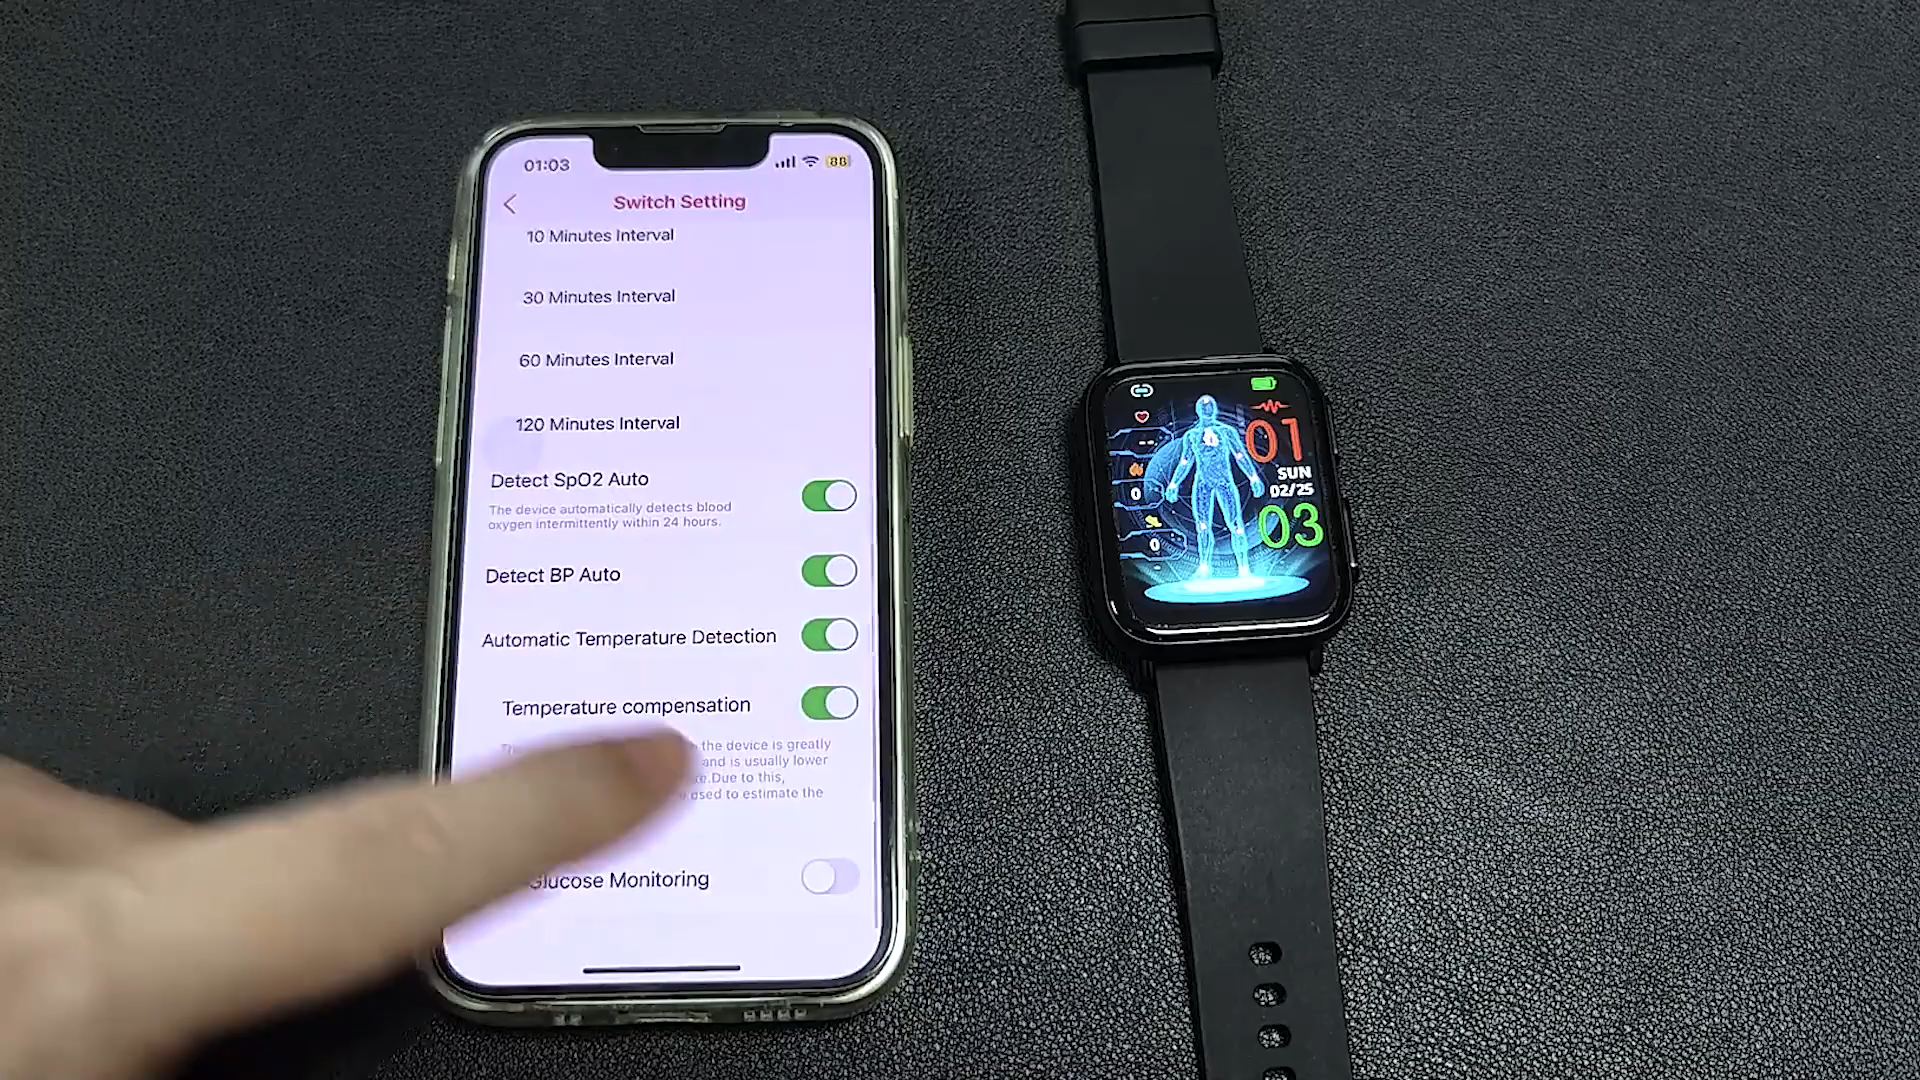 01:03
88
Switch Setting
10 Minutes Interval
30 Minutes Interval
60 Minutes Interval
120 Minutes Interval
Detect SpO2 Auto
The device automatically detects blood
oxygen intermittently within 24 hours.
Detect BP Auto
Automatic Temperature Detection
Temperature compensation
the device is greatly
and is usually lower
Due to this,
used to estimate the
Glucose Monitoring
01
SUN
02/25
03
--
0
0